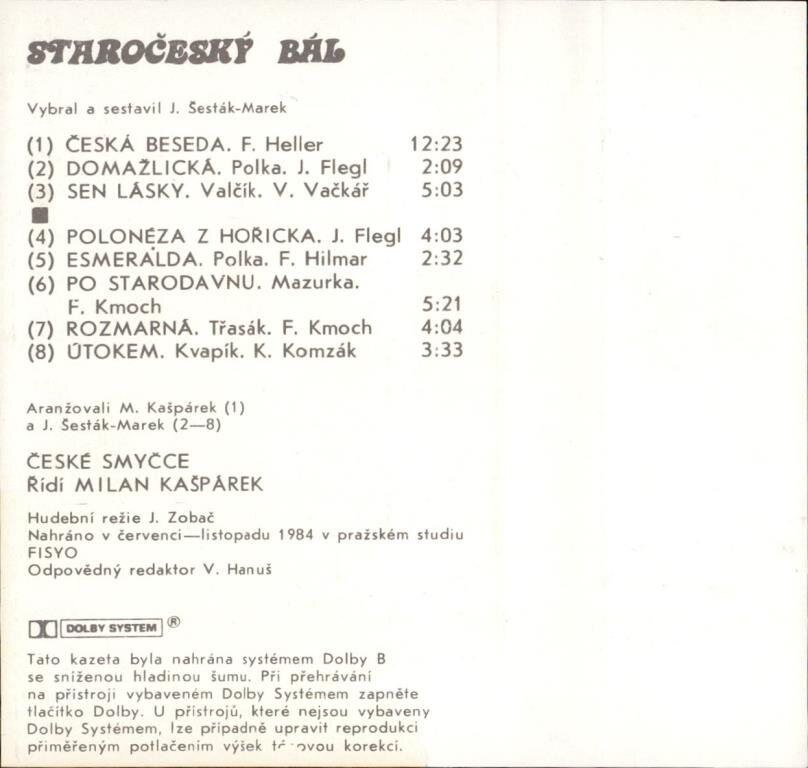 STAROČESKÝ BÁL
Vybral a sestavil J. Šesták-Marek
(1) ČESKÁ BESEDA. F. Heller 12:23
(2) DOMAŽLICKÁ. Polka. J. Flegl 2:09
(3) SEN LÁSKY. Valčík. V. Vačkář 5:03
(4) POLONÉZA Z HOŘICKA. J. Flegl 4:03
(5) ESMERALDA. Polka. F. Hilmar 2:32
(6) PO STARODAVNU. Mazurka.
F. Kmoch 5:21
(7) ROZMARNÁ. Třasák. F. Kmoch 4:04
(8) ÚTOKEM. Kvapík. K. Komzák 3:33
Aranžovali M. Kašpárek (1)
a J. Šesták-Marek (2—8)
ČESKÉ SMYČCE
Řídí MILAN KAŠPÁREK
Hudební režie J. Zobač
Nahráno v červenci—listopadu 1984 v pražském studiu
FISYO
Odpovědný redaktor V. Hanuš
DOLBY SYSTEM ®
Tato kazeta byla nahrána systémem Dolby B
se sníženou hladinou šumu. Při přehrávání
na přístroji vybaveném Dolby Systémem zapněte
tlačítko Dolby. U přístrojů, které nejsou vybaveny
Dolby Systémem, lze případně upravit reprodukci
přiměřeným potlačením výšek korekcí.